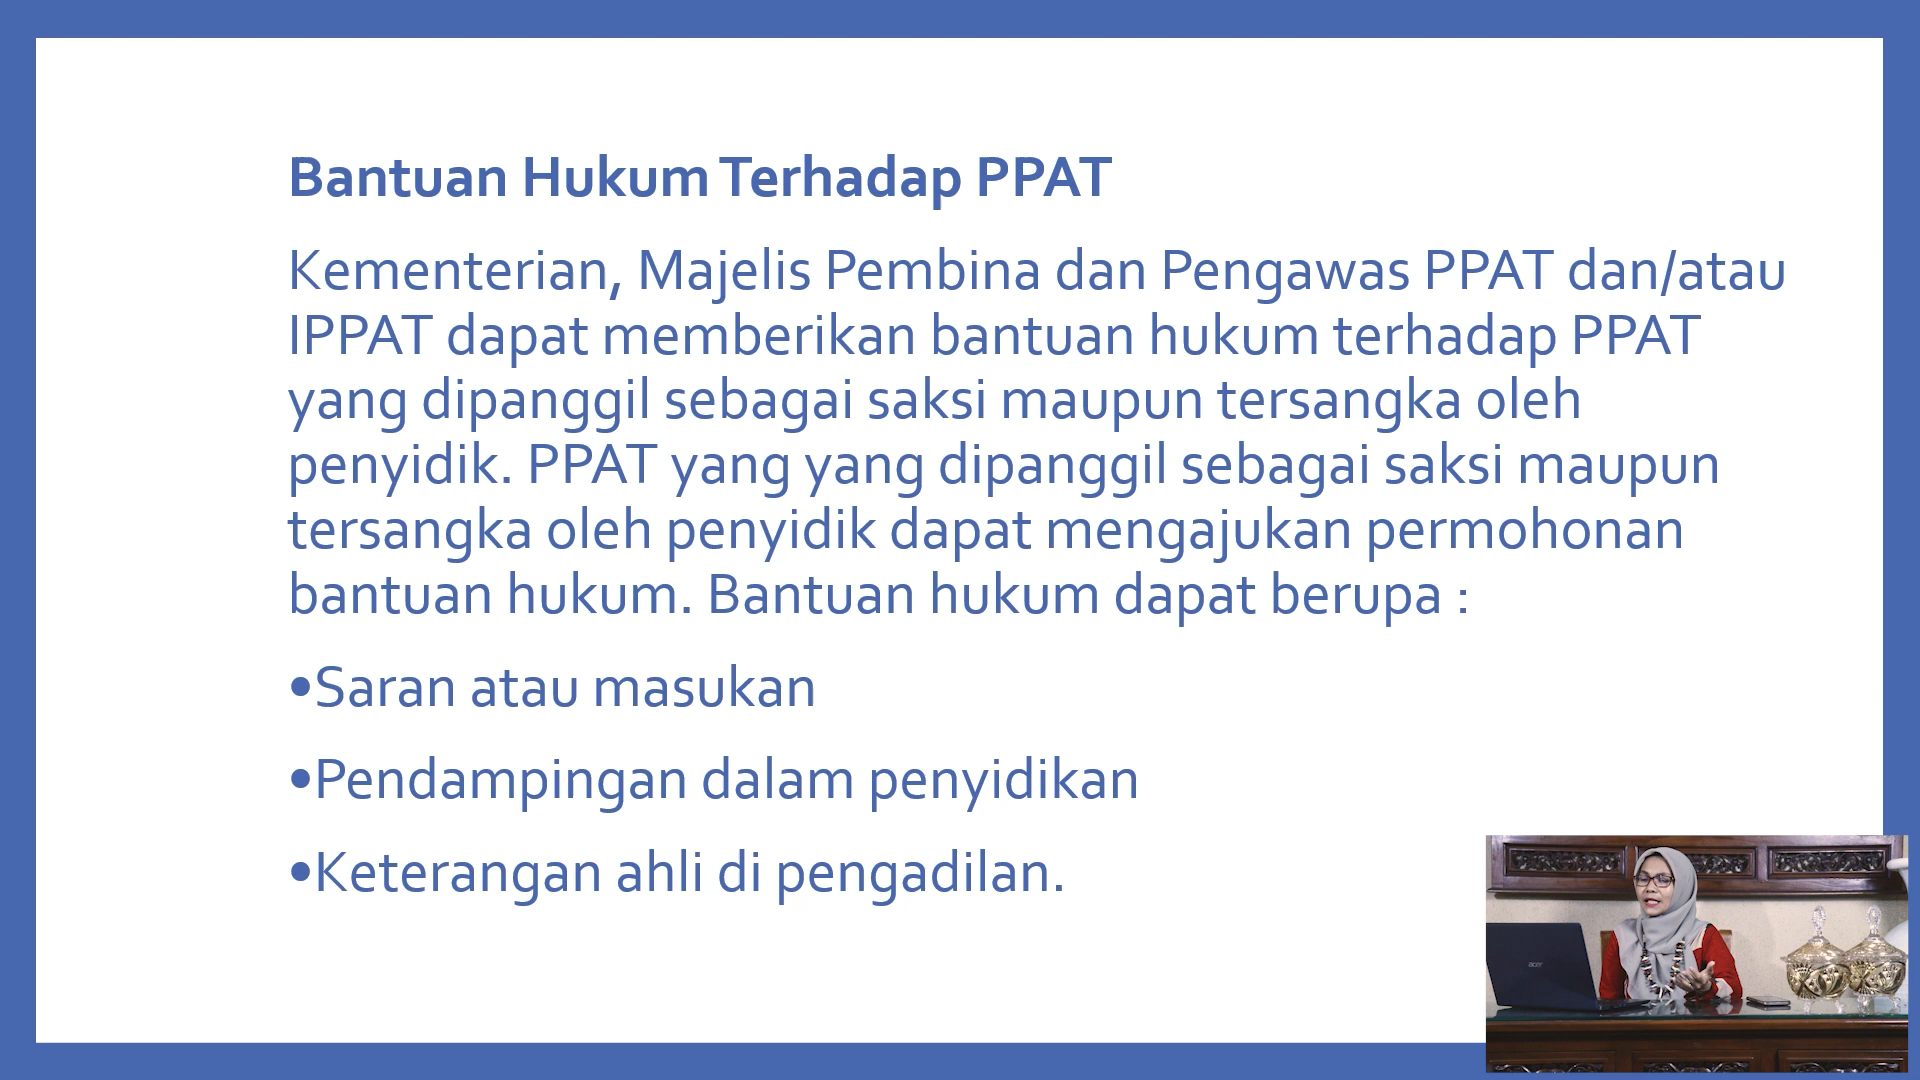 Bantuan Hukum Terhadap PPAT
Kementerian, Majelis Pembina dan Pengawas PPAT dan/atau
IPPAT dapat memberikan bantuan hukum terhadap PPAT
yang dipanggil sebagai saksi maupun tersangka oleh
penyidik. PPAT yang yang dipanggil sebagai saksi maupun
tersangka oleh penyidik dapat mengajukan permohonan
bantuan hukum. Bantuan hukum dapat berupa :
•Saran atau masukan
•Pendampingan dalam penyidikan
•Keterangan ahli di pengadilan.
acer